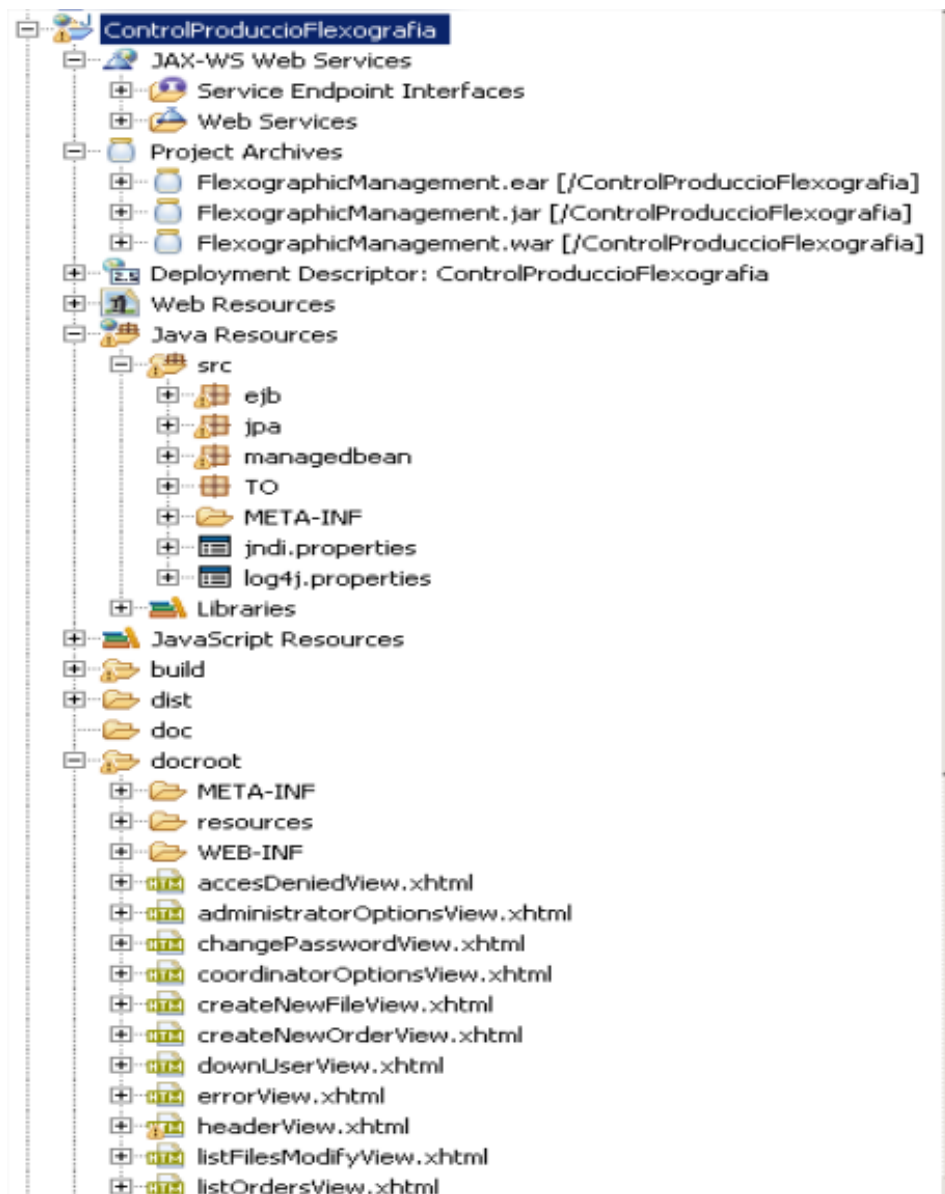 ControlProduccioFlexografia
JAX-WS Web Services
Service Endpoint Interfaces
Web Services
Project Archives
FlexographicManagement.ear [/ControlProduccioFlexografia]
FlexographicManagement.jar [/ControlProduccioFlexografia]
FlexographicManagement.war [/ControlProduccioFlexografia]
Deployment Descriptor: ControlProduccioFlexografia
Web Resources
Java Resources
src
ejb
jpa
managedbean
TO
META-INF
jndi.properties
log4j.properties
Libraries
JavaScript Resources
build
dist
doc
docroot
META-INF
resources
WEB-INF
accesDeniedView.xhtml
administratorOptionsView.xhtml
changePasswordView.xhtml
coordinatorOptionsView.xhtml
createNewFileView.xhtml
createNewOrderView.xhtml
downUserView.xhtml
errorView.xhtml
headerView.xhtml
listFilesModifyView.xhtml
listOrdersView.xhtml